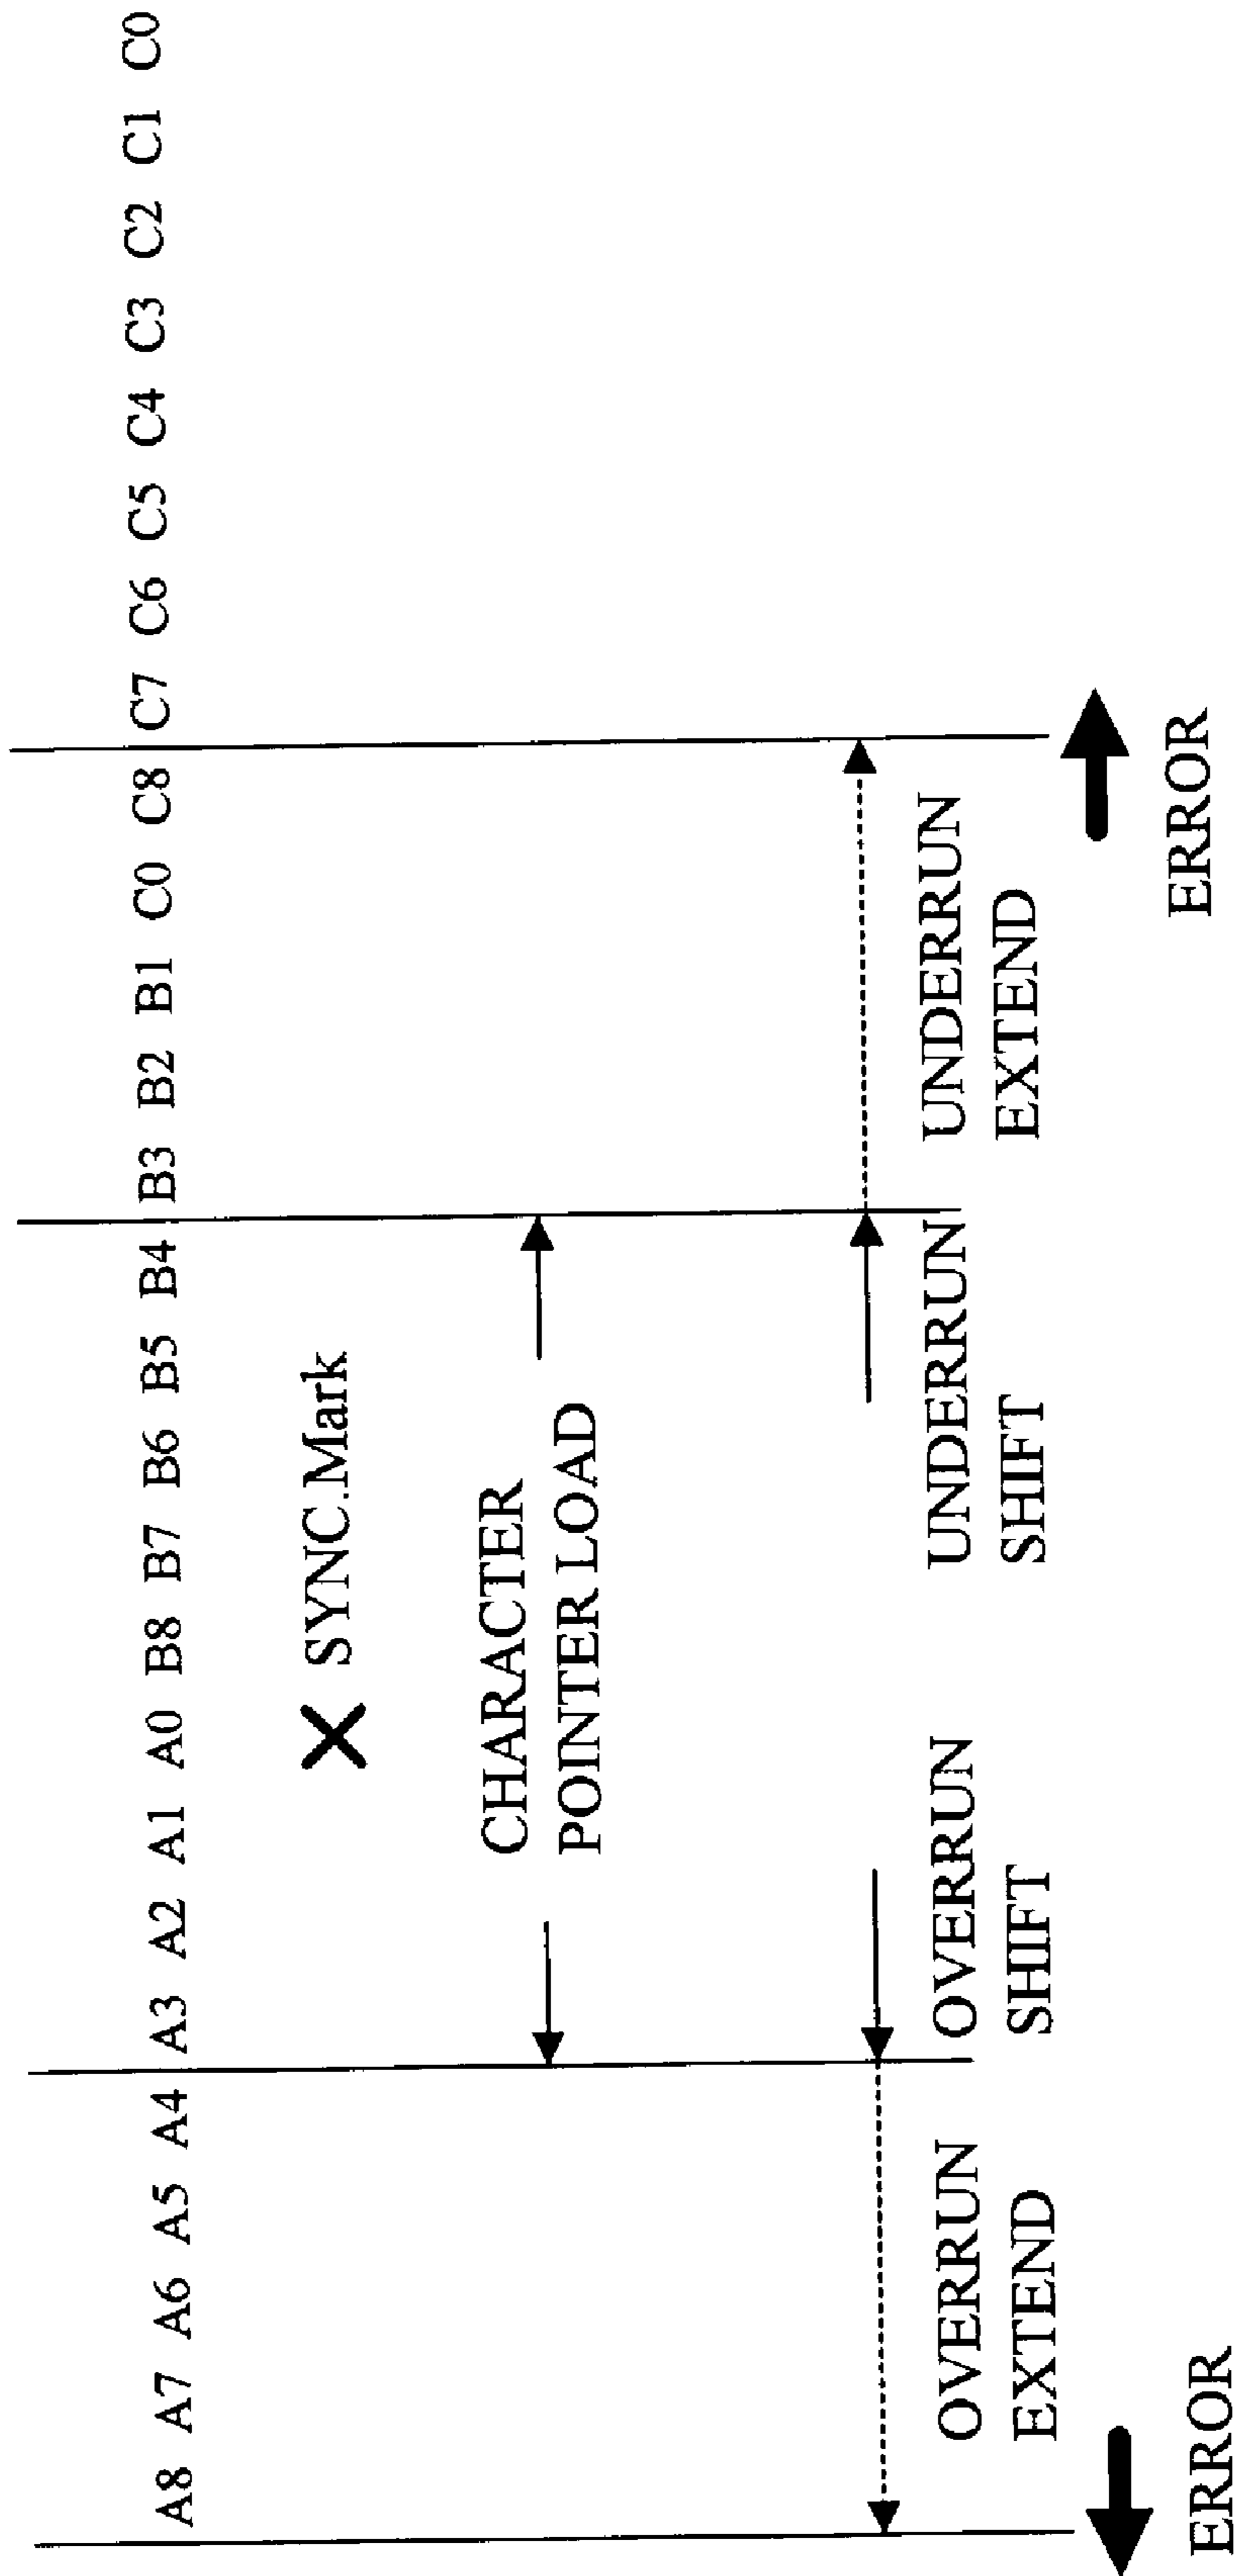 A8 A7 A6 A5 A4 A3 A2 A1 A0 B8 B7 B6 B5 B4 B3 B2 B1 C0 C8 C7 C6 C5 C4 C3 C2 C1 C0
SYNC.Mark
CHARACTER
POINTER LOAD
OVERRUN
EXTEND
OVERRUN
SHIFT
UNDERRUN
SHIFT
UNDERRUN
EXTEND
ERROR
ERROR